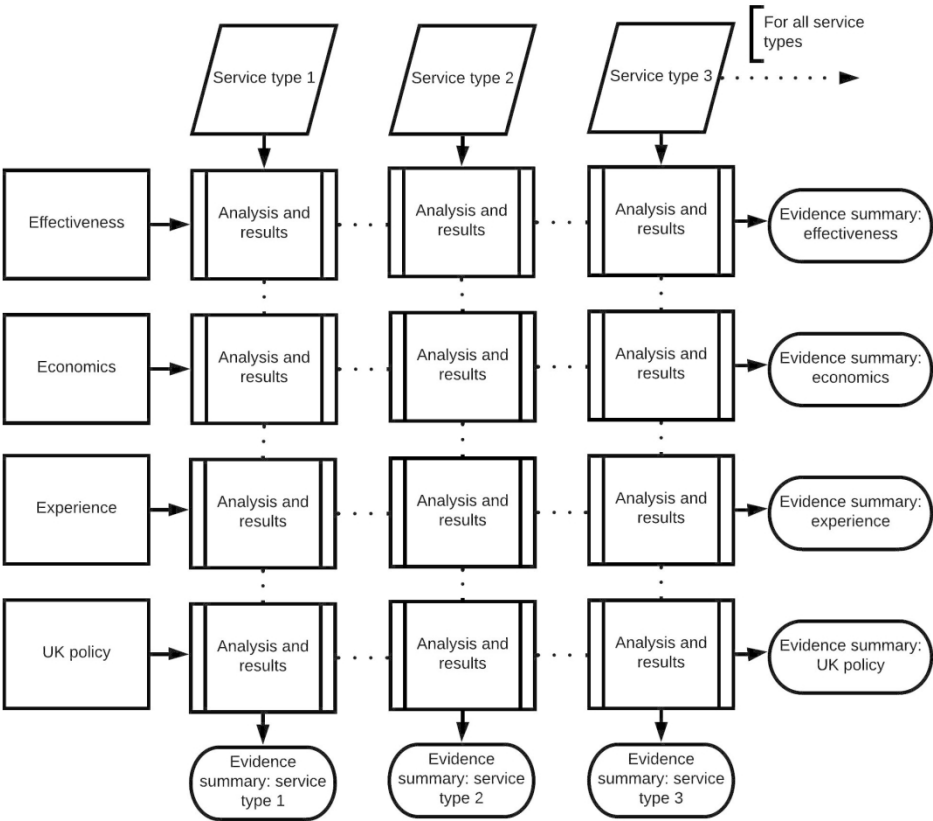 For all service
types
Service type 1
Service type 2
Service type 3
Effectiveness
Analysis and
results
Analysis and
results
Analysis and
results
Evidence summary:
effectiveness
Economics
Analysis and
results
Analysis and
results
Analysis and
results
Evidence summary:
economics
Experience
Analysis and
results
Analysis and
results
Analysis and
results
Evidence summary:
experience
UK policy
Analysis and
results
Analysis and
results
Analysis and
results
Evidence summary:
UK policy
Evidence
summary: service
type 1
Evidence
summary: service
type 2
Evidence
summary: service
type 3